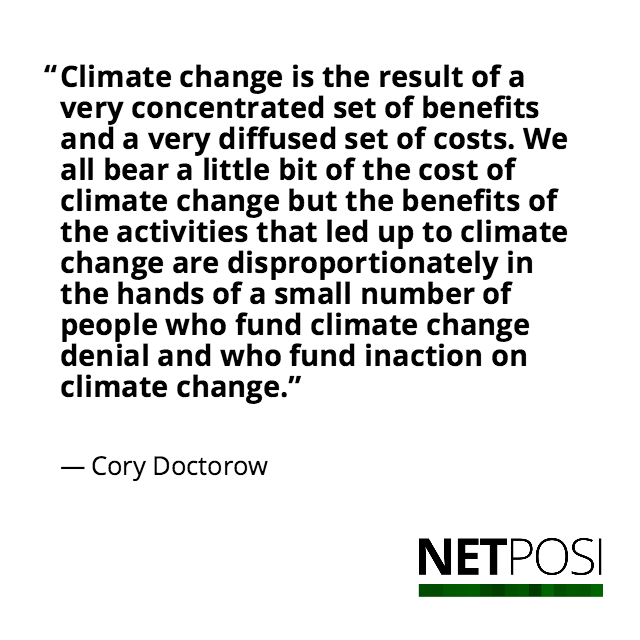 “Climate change is the result of a
very concentrated set of benefits
and a very diffused set of costs. We
all bear a little bit of the cost of
climate change but the benefits of
the activities that led up to climate
change are disproportionately in
the hands of a small number of
people who fund climate change
denial and who fund inaction on
climate change.”
— Cory Doctorow
NETPOSI